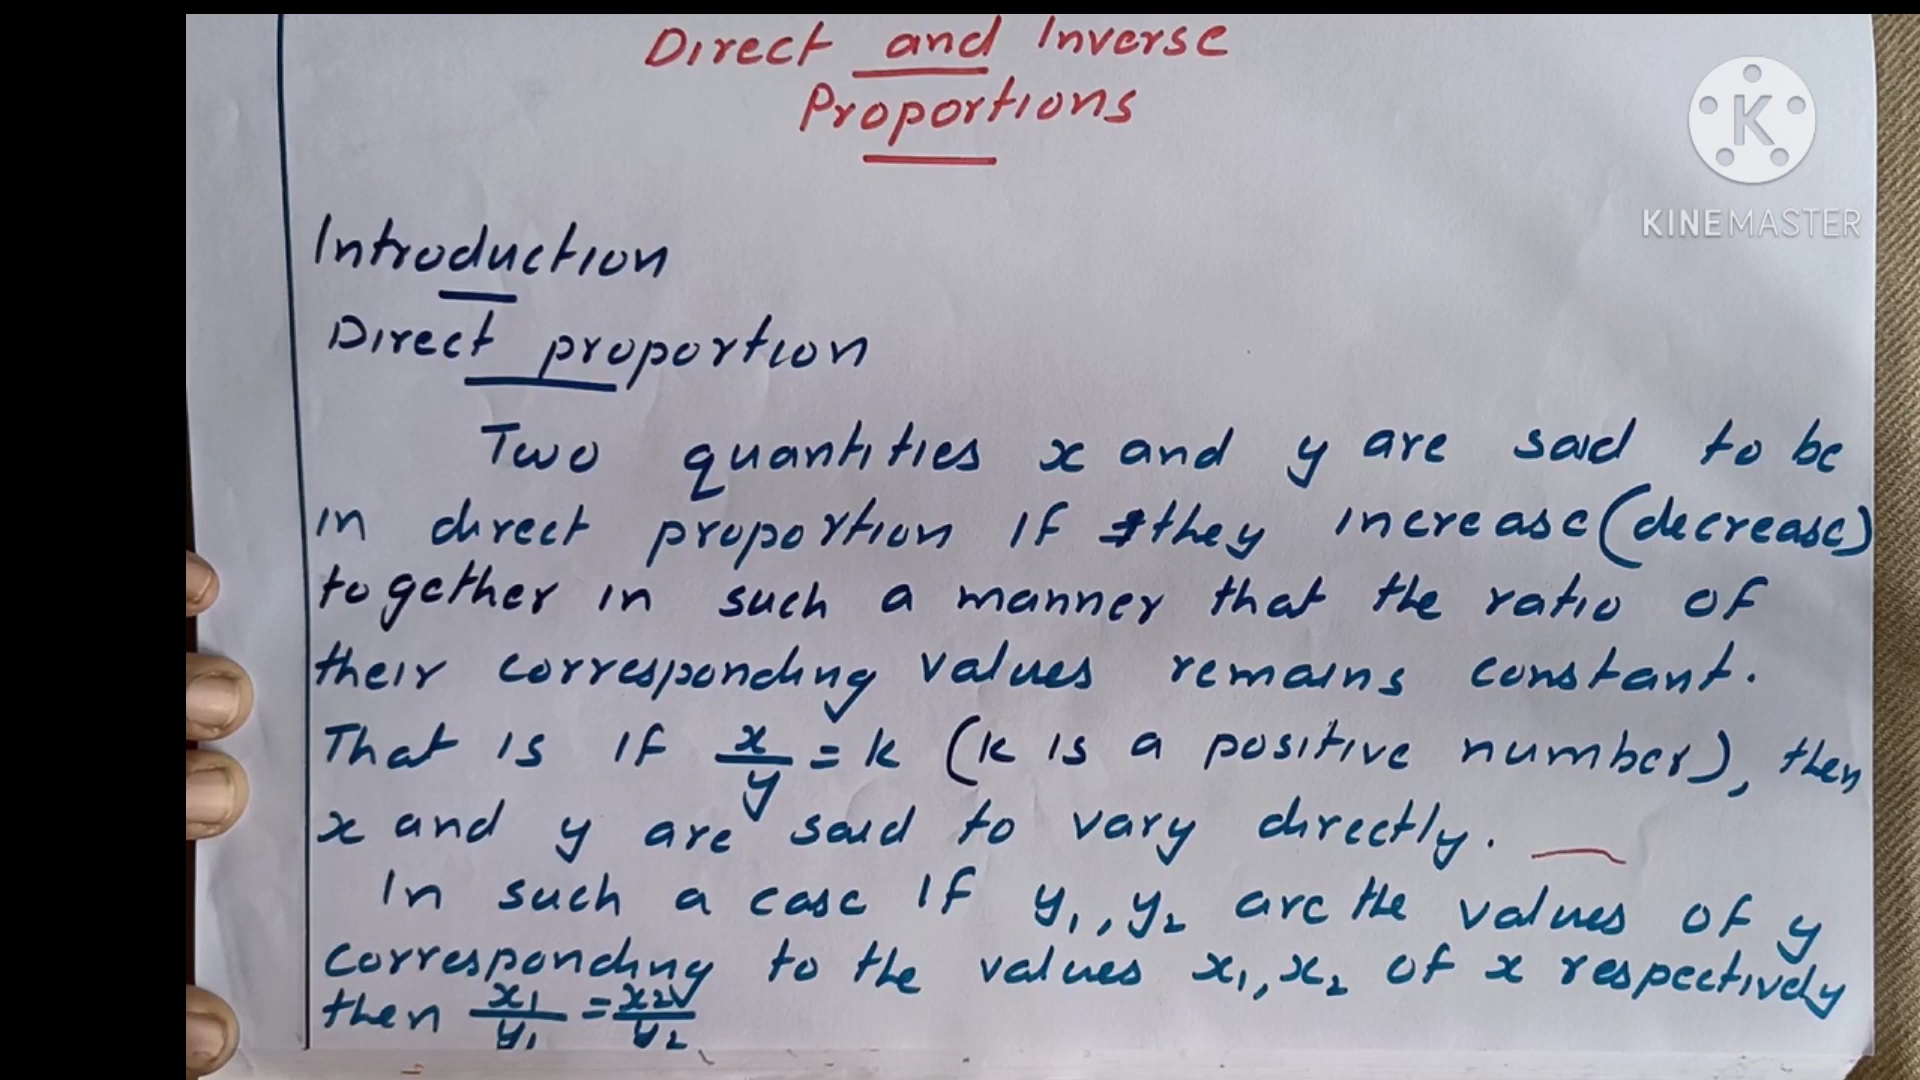 Direct and Inverse
Proportions
KINEMASTER
Introduction
Direct proportion
Two quantities x and y are said to be
in direct proportion if they increase (decrease)
together in such a manner that the ratio of
their corresponding values remains constant.
That is if x/y = k (k is a positive number), then
x and y are said to vary directly.
In such a case if y₁, y₂ are the values of y
corresponding to the values x₁, x₂ of x respectively
then x₁/y₁ = x₂/y₂